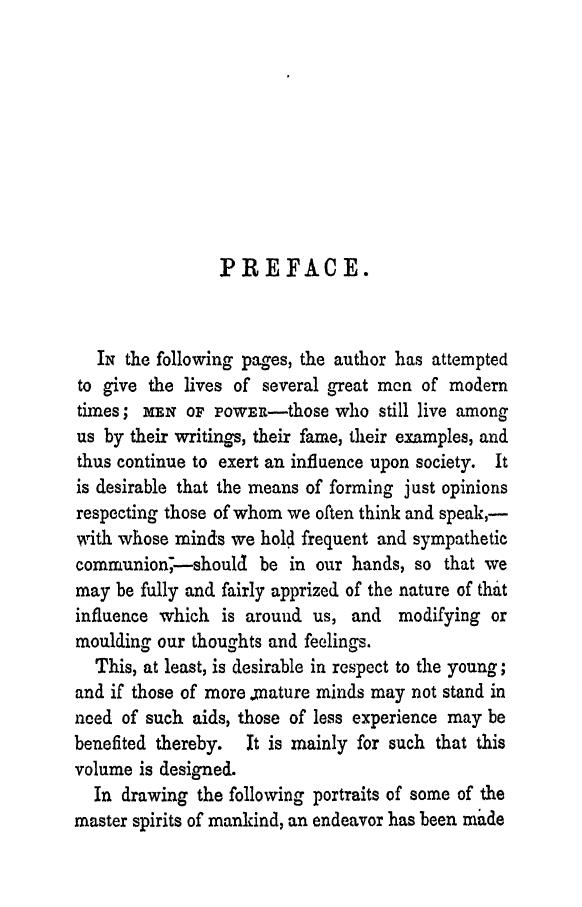 PREFACE.
IN the following pages, the author has attempted
to give the lives of several great men of modern
times; MEN OF POWER—those who still live among
us by their writings, their fame, their examples, and
thus continue to exert an influence upon society. It
is desirable that the means of forming just opinions
respecting those of whom we often think and speak,—
with whose minds we hold frequent and sympathetic
communion,—should be in our hands, so that we
may be fully and fairly apprized of the nature of that
influence which is around us, and modifying or
moulding our thoughts and feelings.
This, at least, is desirable in respect to the young;
and if those of more mature minds may not stand in
need of such aids, those of less experience may be
benefited thereby. It is mainly for such that this
volume is designed.
In drawing the following portraits of some of the
master spirits of mankind, an endeavor has been made